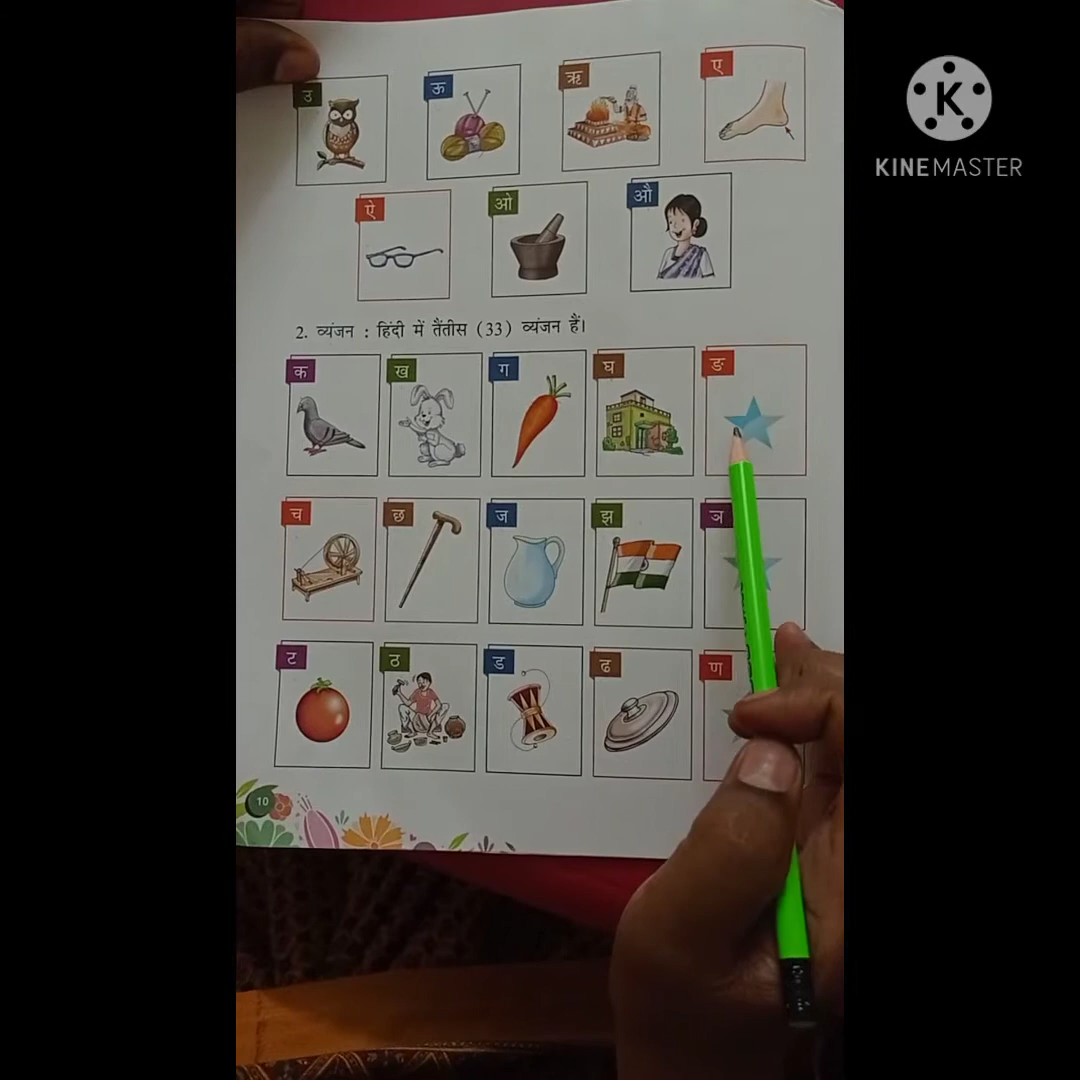 उ ऊ ऋ ए
ऐ ओ औ
2. व्यंजन : हिंदी में तैंतीस (33) व्यंजन हैं।
क ख ग घ ङ
च छ ज झ ञ
ट ठ ड ढ ण
10
K
KINEMASTER